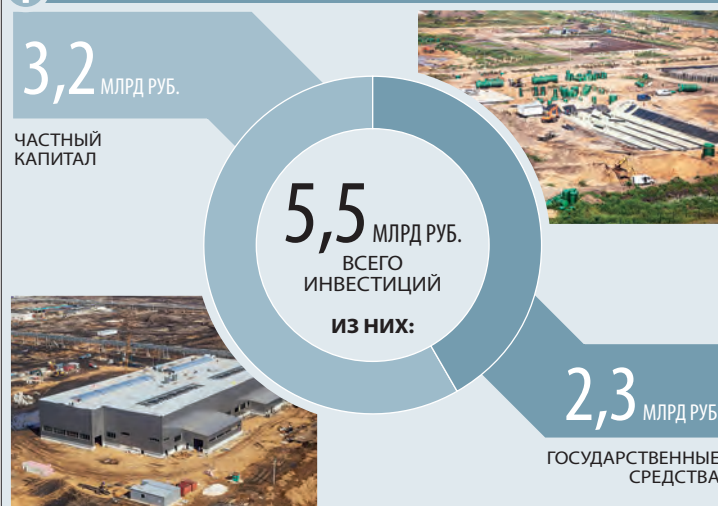 3,2 МЛРД РУБ.
ЧАСТНЫЙ
КАПИТАЛ
5,5 МЛРД РУБ.
ВСЕГО
ИНВЕСТИЦИЙ
ИЗ НИХ:
2,3 МЛРД РУБ
ГОСУДАРСТВЕННЫЕ
СРЕДСТВА